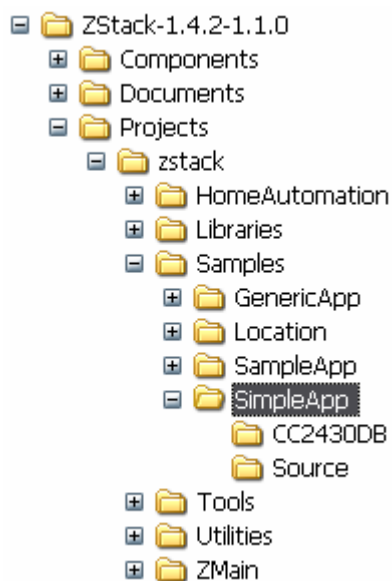 ZStack-1.4.2-1.1.0
Components
Documents
Projects
zstack
HomeAutomation
Libraries
Samples
GenericApp
Location
SampleApp
SimpleApp
CC2430DB
Source
Tools
Utilities
ZMain